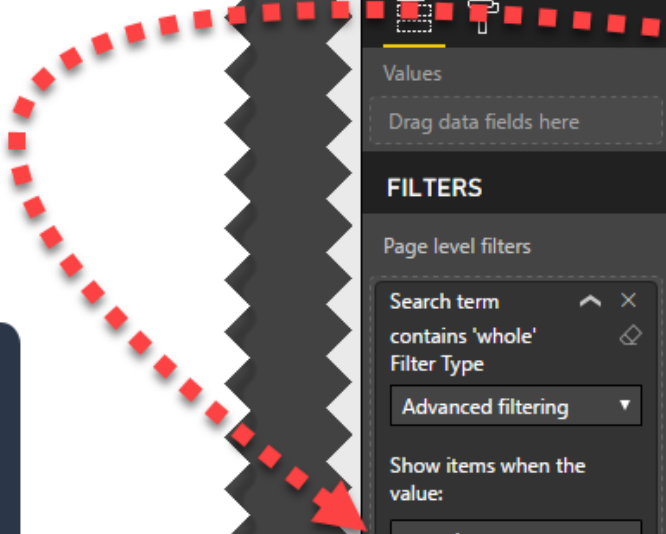 Values
Drag data fields here
FILTERS
Page level filters
Search term
contains 'whole'
Filter Type
Advanced filtering
Show items when the
value: